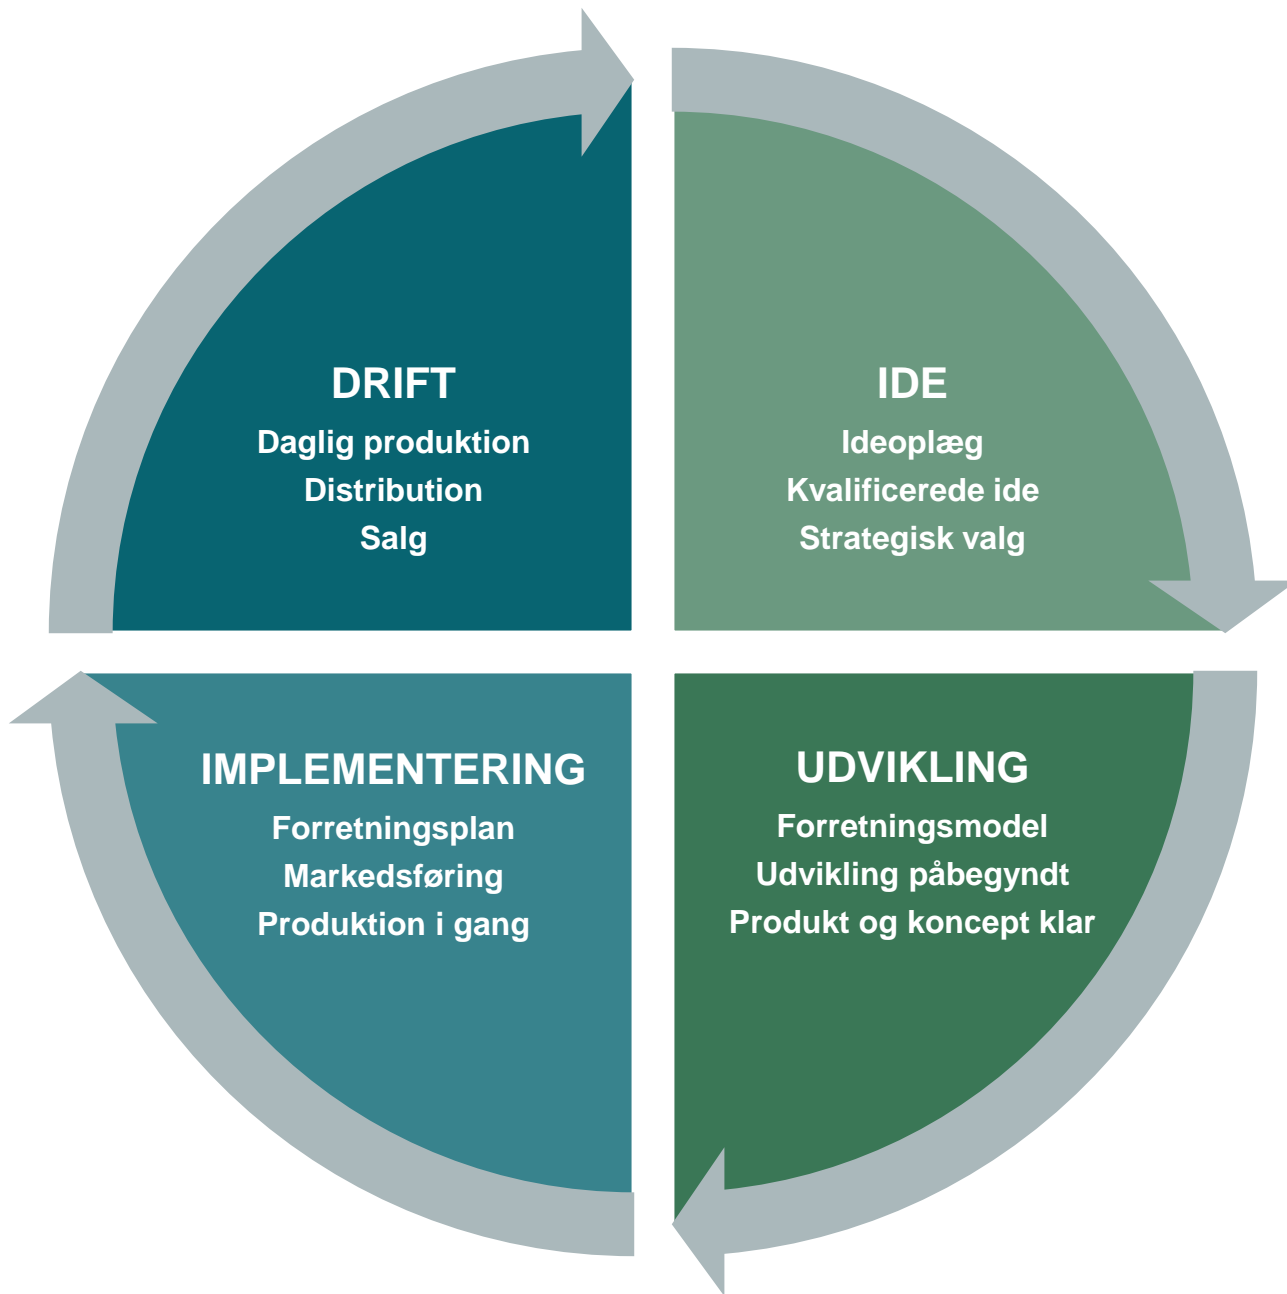 DRIFT
Daglig produktion
Distribution
Salg
IDE
Ideoplæg
Kvalificerede ide
Strategisk valg
IMPLEMENTERING
Forretningsplan
Markedsføring
Produktion i gang
UDVIKLING
Forretningsmodel
Udvikling påbegyndt
Produkt og koncept klar